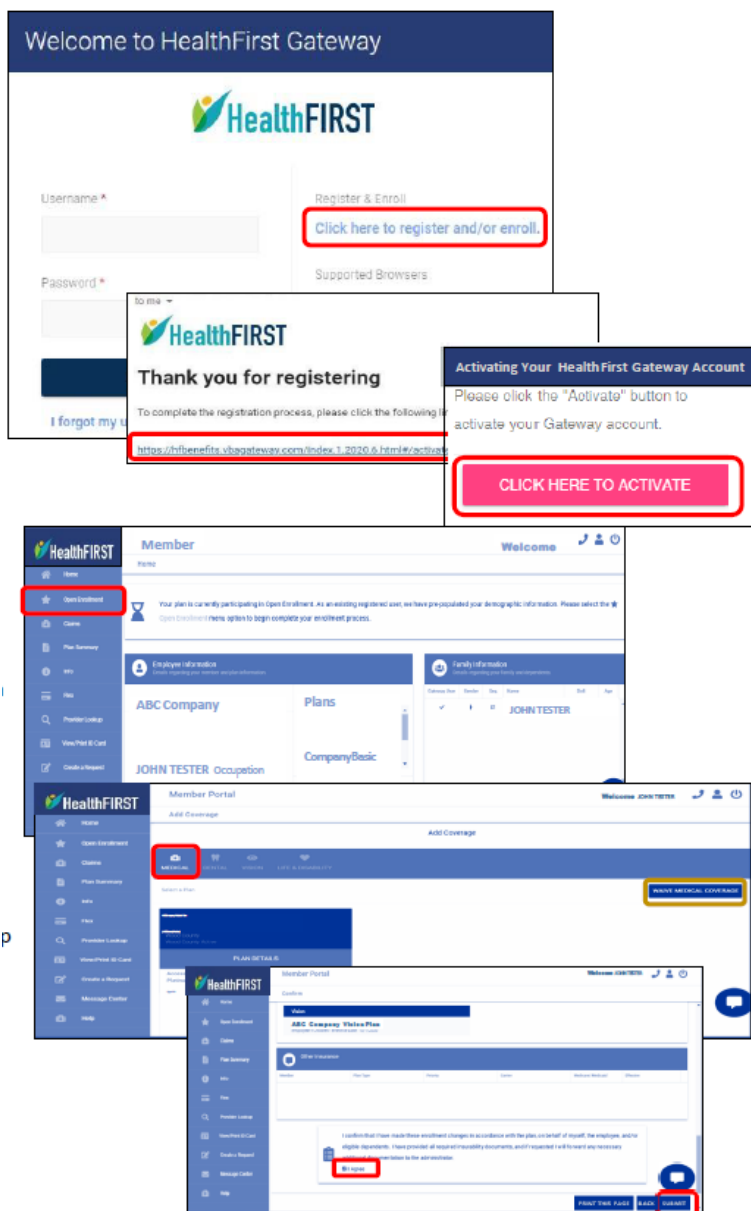 Welcome to HealthFirst Gateway
HealthFIRST
Username *
Register & Enroll
Click here to register and/or enroll.
Password *
Supported Browsers
I forgot my u
to me
HealthFIRST
Thank you for registering
To complete the registration process, please click the following li
https://hfbenefits.vbagateway.com/index.1.2020.6.html#/activat
Activating Your HealthFirst Gateway Account
Please click the "Activate" button to
activate your Gateway account.
CLICK HERE TO ACTIVATE
HealthFIRST
Member
Welcome
Home
Home
Open Enrollment
Claims
Plan Summary
Info
Flex
Provider Lookup
View/Print ID Card
Create a Request
Your plan is currently participating in Open Enrollment. As an existing registered user, we have pre-populated your demographic information. Please select the
Open Enrollment menu option to begin complete your enrollment process.
Employee Information
Family Information
ABC Company
Plans
JOHN TESTER
CompanyBasic
JOHN TESTER Occupation
p
HealthFIRST
Member Portal
Welcome JOHN TESTER
Add Coverage
Add Coverage
Home
Open Enrollment
Claims
Plan Summary
Info
Flex
Provider Lookup
View/Print ID Card
Create a Request
Message Center
Help
MEDICAL
DENTAL
VISION
LIFE & DISABILITY
Select a Plan
WAIVE MEDICAL COVERAGE
PLAN DETAILS
HealthFIRST
Member Portal
Welcome JOHN TESTER
Confirm
Home
Open Enrollment
Claims
Plan Summary
Info
Flex
Provider Lookup
View/Print ID Card
Create a Request
Message Center
Help
Vision
ABC Company Vision Plan
Other Insurance
Member
Plan Type
Priority
Carrier
Effective
I confirm that I have made these enrollment changes in accordance with the plan, on behalf of myself, the employee, and/or
eligible dependents. I have provided all required insurability documents, and if requested I will forward any necessary
additional documentation to the administrator.
I agree
PRINT THIS PAGE
BACK
SUBMIT